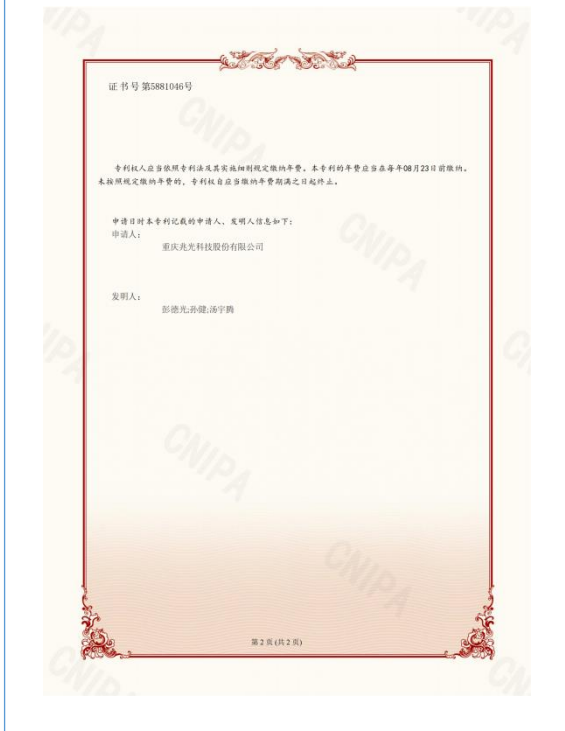 证书号第5881046号
专利权人应当依照专利法及其实施细则规定缴纳年费。本专利的年费应当在每年08月23日前缴纳。
未按照规定缴纳年费的，专利权自应当缴纳年费期满之日起终止。
申请日时本专利记载的申请人、发明人信息如下：
申请人：
重庆兆光科技股份有限公司
发明人：
彭德光;孙健;汤宇腾
第 2 页 (共 2 页)
CNIPA
CNIPA
CNIPA
CNIPA
CNIPA
CNIPA
CNIPA